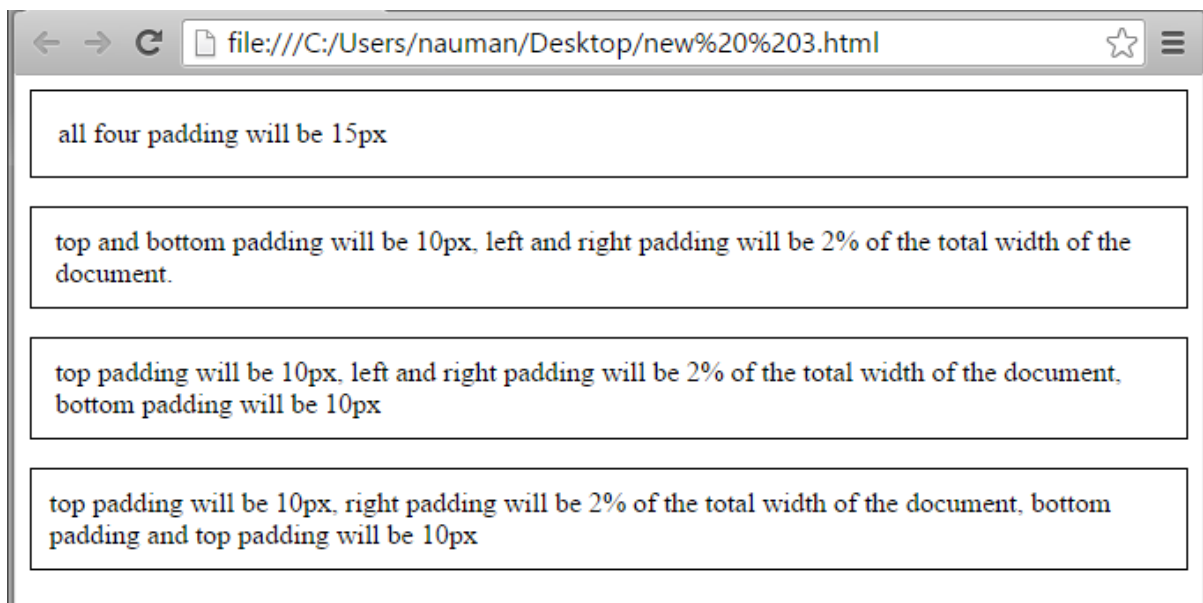 file:///C:/Users/nauman/Desktop/new%20%203.html
all four padding will be 15px
top and bottom padding will be 10px, left and right padding will be 2% of the total width of the
document.
top padding will be 10px, left and right padding will be 2% of the total width of the document,
bottom padding will be 10px
top padding will be 10px, right padding will be 2% of the total width of the document, bottom
padding and top padding will be 10px